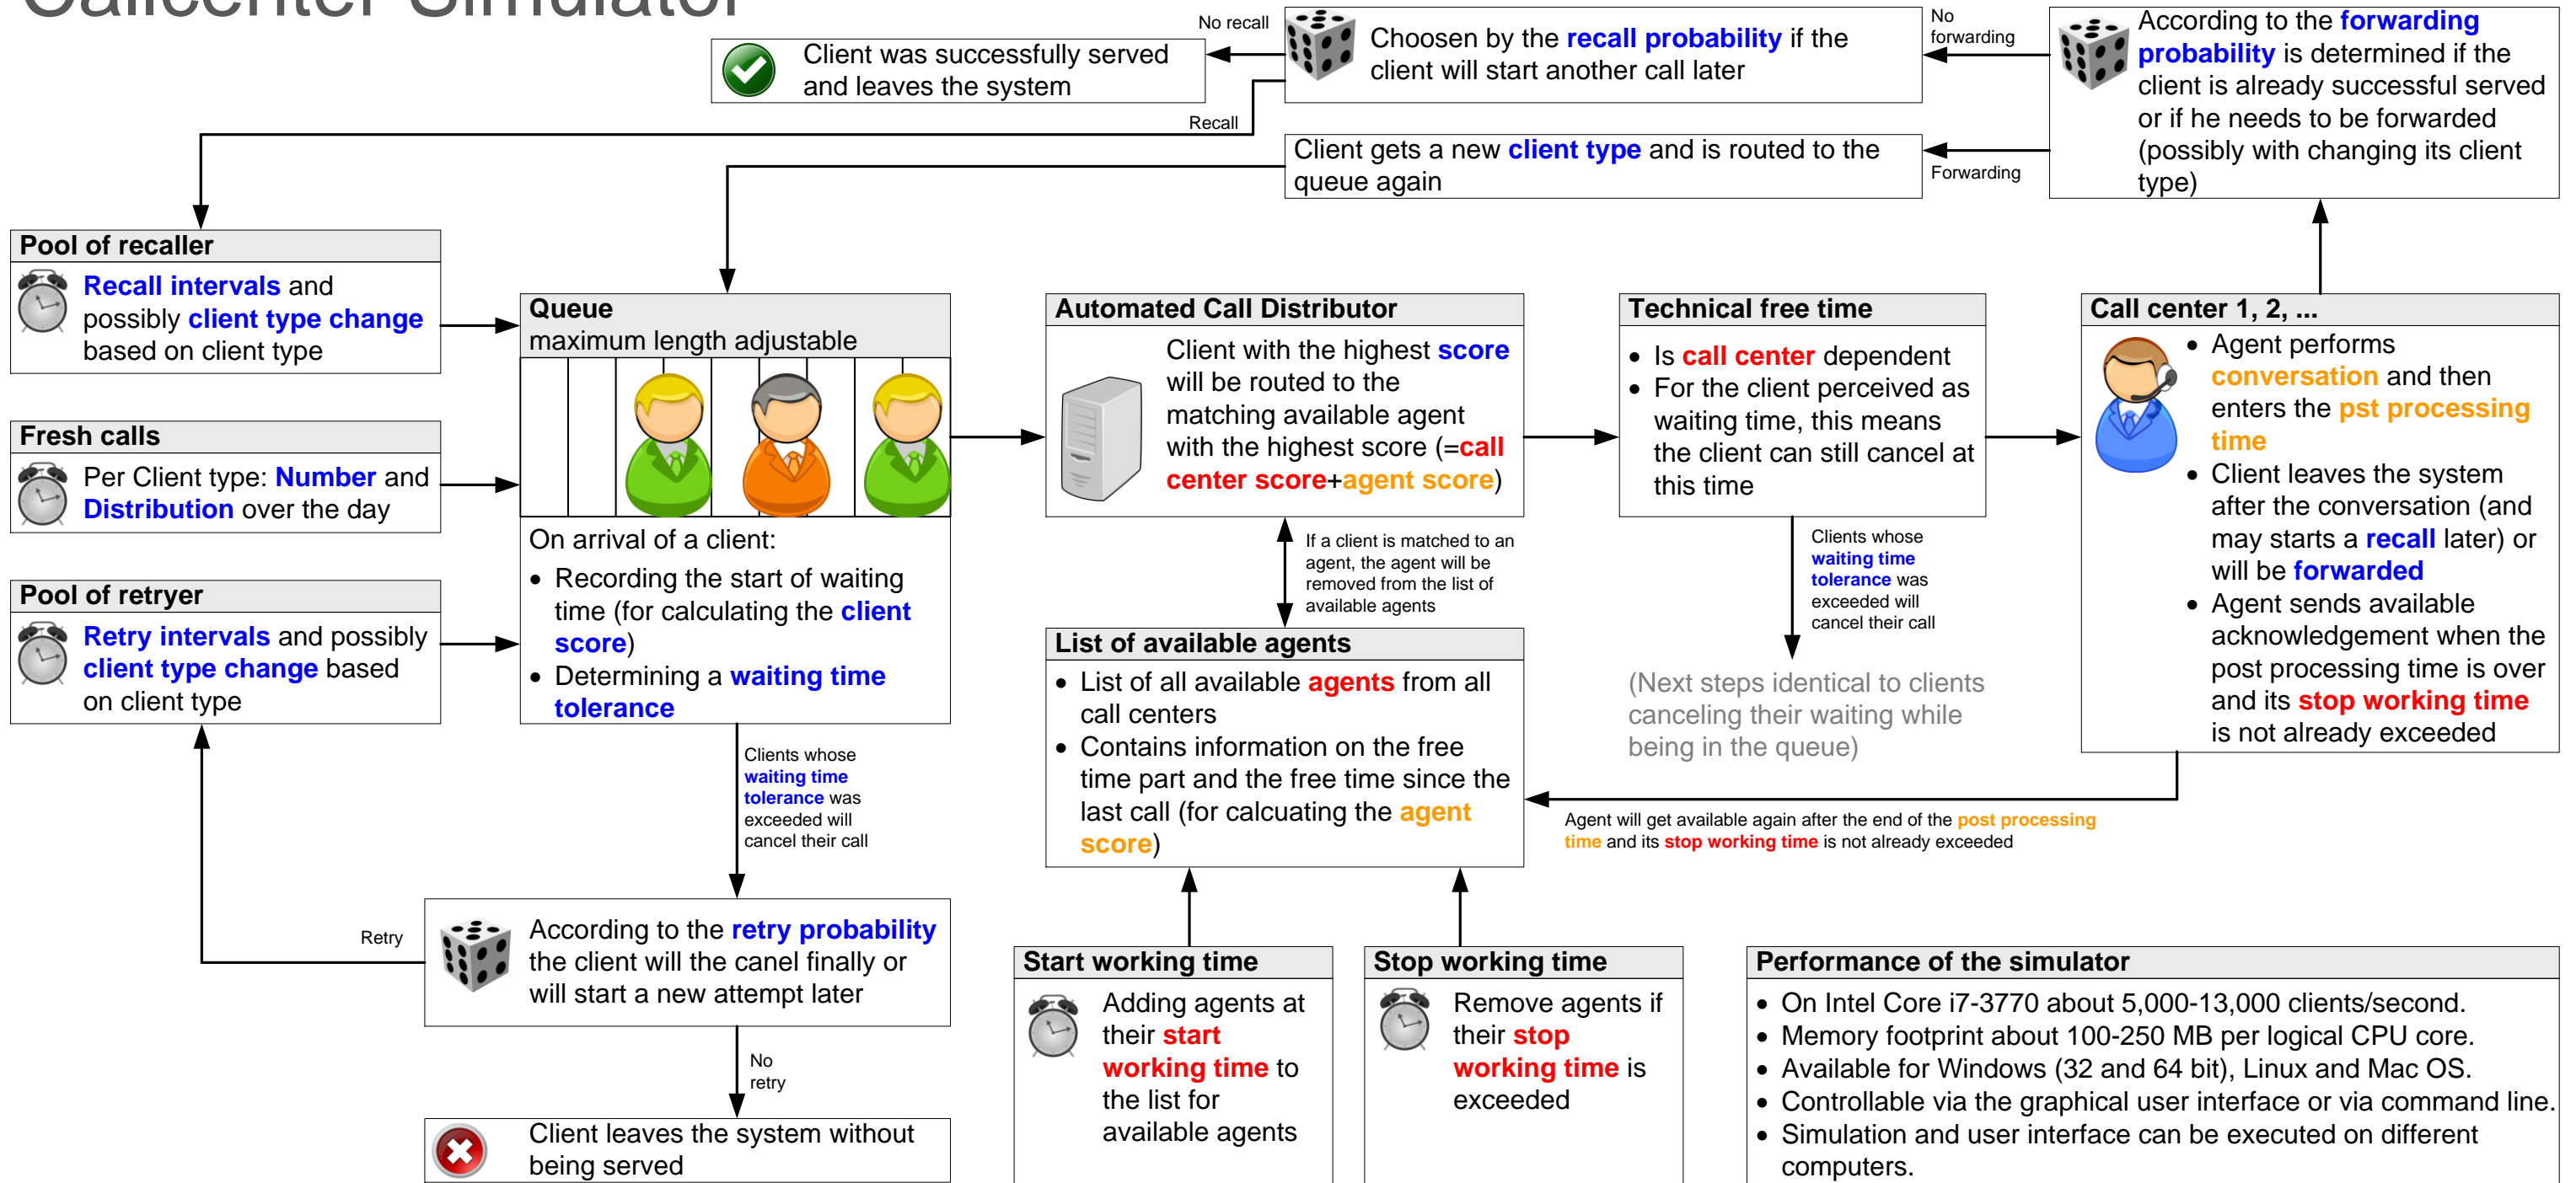 Callcenter Simulator
No recall
Client was successfully served
and leaves the system
Choosen by the recall probability if the
client will start another call later
No
forwarding
According to the forwarding
probability is determined if the
client is already successful served
or if he needs to be forwarded
(possibly with changing its client
type)
Recall
Client gets a new client type and is routed to the
queue again
Forwarding
Pool of recaller
Recall intervals and
possibly client type change
based on client type
Fresh calls
Per Client type: Number and
Distribution over the day
Pool of retryer
Retry intervals and possibly
client type change based
on client type
Queue
maximum length adjustable
On arrival of a client:
• Recording the start of waiting
time (for calculating the client
score)
• Determining a waiting time
tolerance
Automated Call Distributor
Client with the highest score
will be routed to the
matching available agent
with the highest score (=call
center score+agent score)
If a client is matched to an
agent, the agent will be
removed from the list of
available agents
List of available agents
• List of all available agents from all
call centers
• Contains information on the free
time part and the free time since the
last call (for calcuating the agent
score)
Technical free time
• Is call center dependent
• For the client perceived as
waiting time, this means
the client can still cancel at
this time
Clients whose
waiting time
tolerance was
exceeded will
cancel their call
(Next steps identical to clients
canceling their waiting while
being in the queue)
Call center 1, 2, ...
• Agent performs
conversation and then
enters the pst processing
time
• Client leaves the system
after the conversation (and
may starts a recall later) or
will be forwarded
• Agent sends available
acknowledgement when the
post processing time is over
and its stop working time
is not already exceeded
Agent will get available again after the end of the post processing
time and its stop working time is not already exceeded
Clients whose
waiting time
tolerance was
exceeded will
cancel their call
Retry
According to the retry probability
the client will the canel finally or
will start a new attempt later
No
retry
Client leaves the system without
being served
Start working time
Adding agents at
their start
working time to
the list for
available agents
Stop working time
Remove agents if
their stop
working time is
exceeded
Performance of the simulator
• On Intel Core i7-3770 about 5,000-13,000 clients/second.
• Memory footprint about 100-250 MB per logical CPU core.
• Available for Windows (32 and 64 bit), Linux and Mac OS.
• Controllable via the graphical user interface or via command line.
• Simulation and user interface can be executed on different
computers.